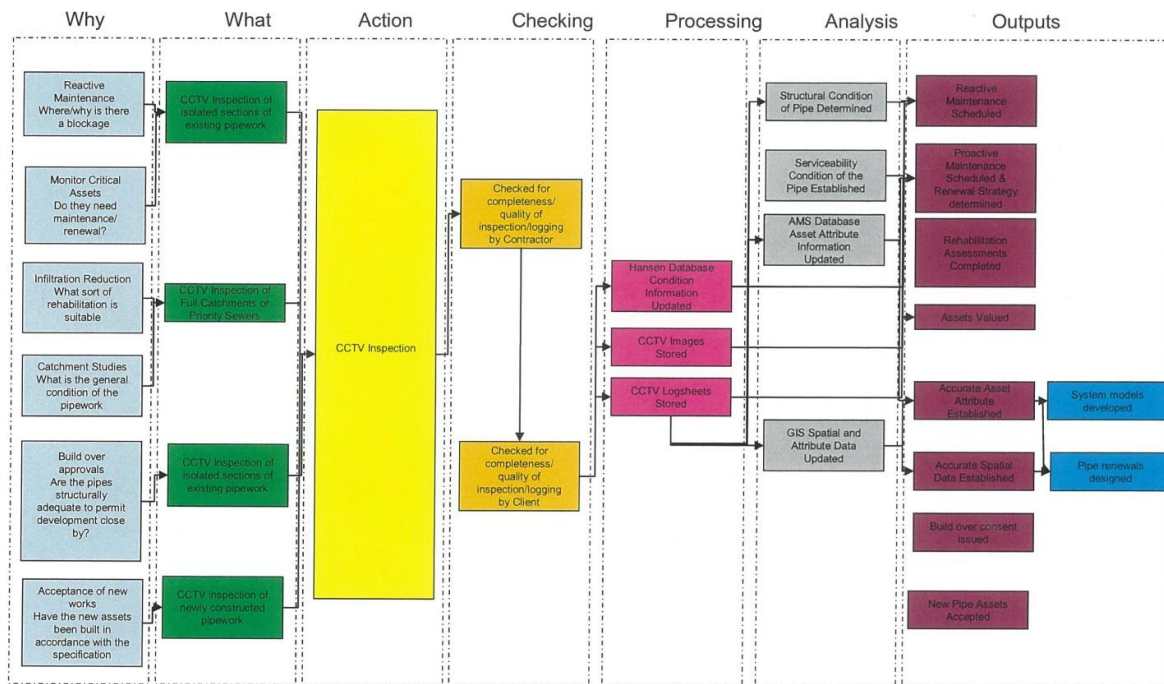 Why
What
Action
Checking
Processing
Analysis
Outputs
Reactive
Maintenance
Where/why is there
a blockage
Monitor Critical
Assets
Do they need
maintenance/
renewal?
Infiltration Reduction
What sort of
rehabilitation is
suitable
Catchment Studies
What is the general
condition of the
pipework
Build over
approvals
Are the pipes
structurally
adequate to permit
development close
by?
Acceptance of new
works
Have the new assets
been built in
accordance with the
specification
CCTV Inspection of
isolated sections of
existing pipework
CCTV Inspection of
Full Catchments or
Priority Sewers
CCTV Inspection of
isolated sections of
existing pipework
CCTV inspection of
newly constructed
pipework
CCTV Inspection
Checked for
completeness/
quality of
inspection/logging
by Contractor
Checked for
completeness/
quality of
inspection/logging
by Client
Hansen Database
Condition
Information
Updated
CCTV Images
Stored
CCTV Logsheets
Stored
Structural Condition
of Pipe Determined
Serviceability
Condition of the
Pipe Established
AMS Database
Asset Attribute
Information
Updated
GIS Spatial and
Attribute Data
Updated
Reactive
Maintenance
Scheduled
Proactive
Maintenance
Scheduled &
Renewal Strategy
determined
Rehabilitation
Assessments
Completed
Assets Valued
Accurate Asset
Attribute
Established
Accurate Spatial
Data Established
Build over consent
issued
New Pipe Assets
Accepted
System models
developed
Pipe renewals
designed